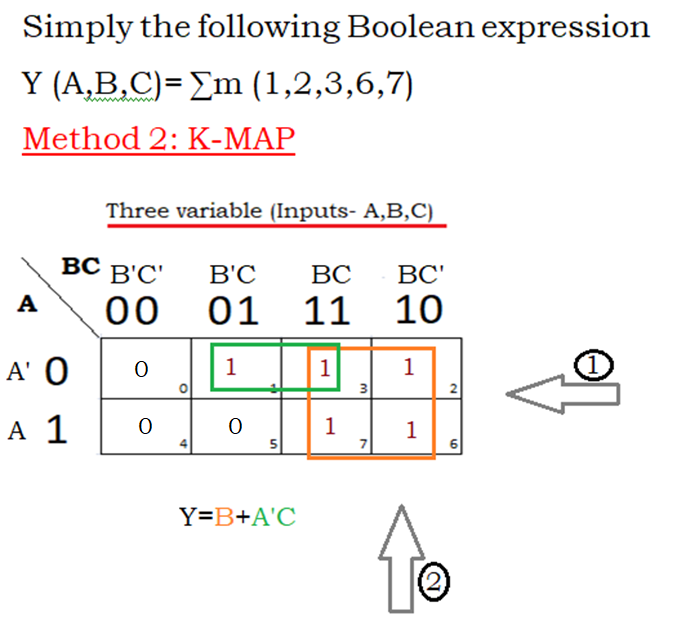 Simply the following Boolean expression
Y (A,B,C)= ∑m (1,2,3,6,7)
Method 2: K-MAP
Three variable (Inputs- A,B,C)
BC B'C' B'C BC BC'
A 00 01 11 10
A' 0 0 0 1 1 1 3 1 2
A 1 0 4 0 5 1 7 1 6
1
Y=B+A'C
2